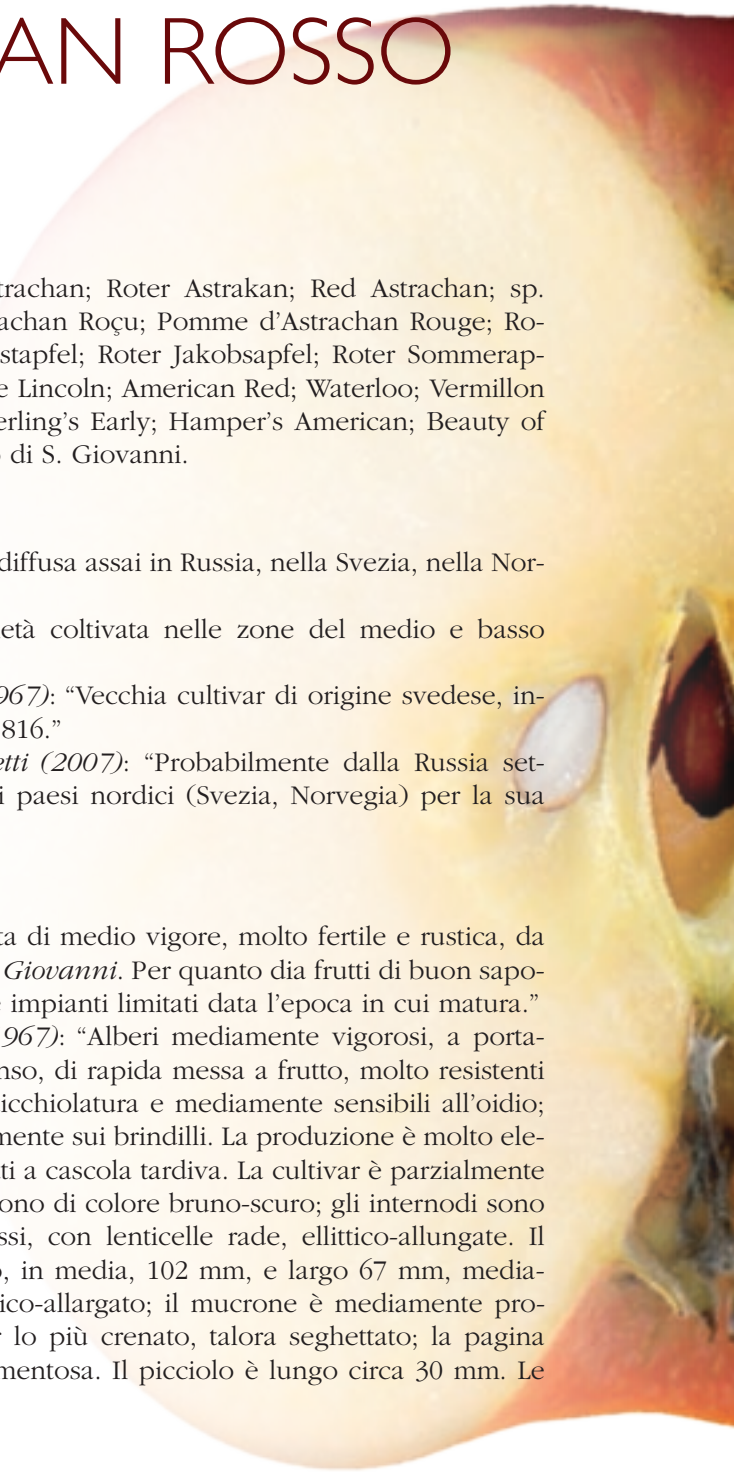 AN ROSSO
trachan; Roter Astrakan; Red Astrachan; sp.
achan Roçu; Pomme d'Astrachan Rouge; Ro-
stapfel; Roter Jakobsapfel; Roter Sommerap-
e Lincoln; American Red; Waterloo; Vermillon
erling's Early; Hamper's American; Beauty of
di S. Giovanni.
diffusa assai in Russia, nella Svezia, nella Nor-
età coltivata nelle zone del medio e basso
967): “Vecchia cultivar di origine svedese, in-
816.”
etti (2007): “Probabilmente dalla Russia set-
i paesi nordici (Svezia, Norvegia) per la sua
ta di medio vigore, molto fertile e rustica, da
Giovanni. Per quanto dia frutti di buon sapo-
e impianti limitati data l'epoca in cui matura.”
967): “Alberi mediamente vigorosi, a porta-
nso, di rapida messa a frutto, molto resistenti
icchiolatura e mediamente sensibili all'oidio;
mente sui brindilli. La produzione è molto ele-
ti a cascola tardiva. La cultivar è parzialmente
ono di colore bruno-scuro; gli internodi sono
ssi, con lenticelle rade, ellittico-allungate. Il
o, in media, 102 mm, e largo 67 mm, media-
ico-allargato; il mucrone è mediamente pro-
r lo più crenato, talora seghettato; la pagina
mentosa. Il picciolo è lungo circa 30 mm. Le